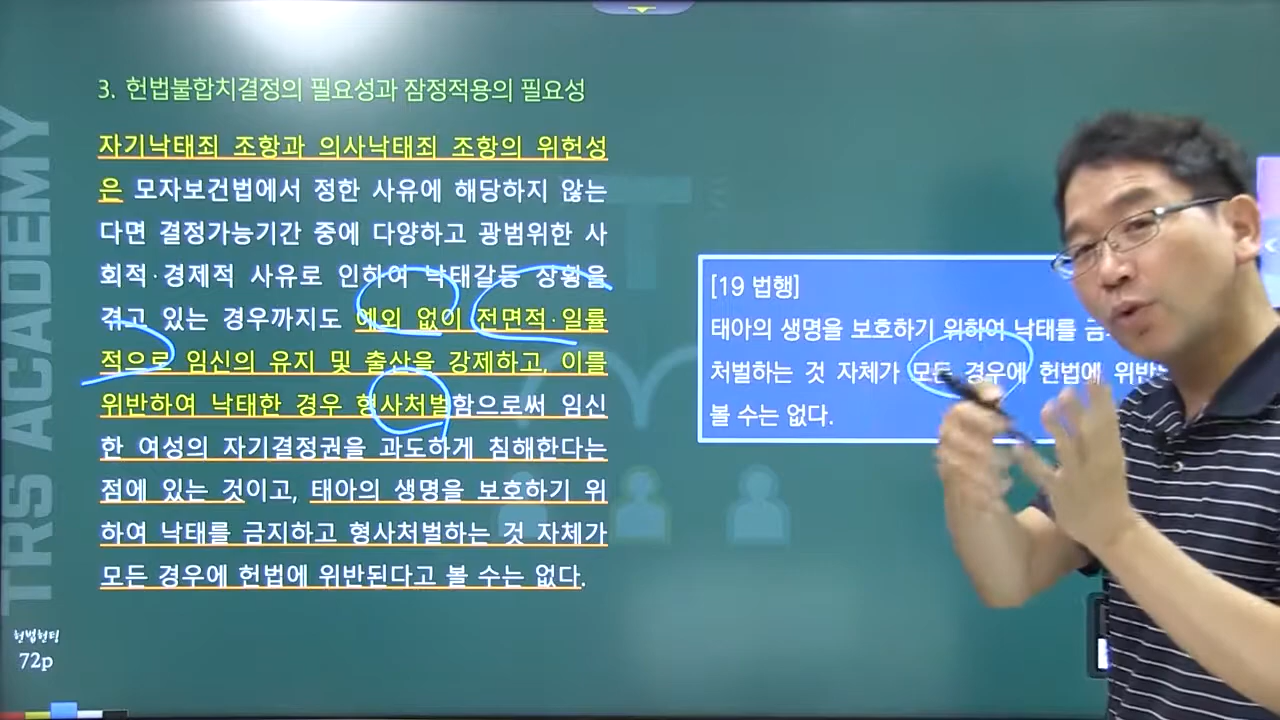 3. 헌법불합치결정의 필요성과 잠정적용의 필요성
자기낙태죄 조항과 의사낙태죄 조항의 위헌성
은 모자보건법에서 정한 사유에 해당하지 않는
다면 결정가능기간 중에 다양하고 광범위한 사
회적·경제적 사유로 인하여 낙태갈등 상황을
겪고 있는 경우까지도 예외 없이 전면적·일률
적으로 임신의 유지 및 출산을 강제하고, 이를
위반하여 낙태한 경우 형사처벌함으로써 임신
한 여성의 자기결정권을 과도하게 침해한다는
점에 있는 것이고, 태아의 생명을 보호하기 위
하여 낙태를 금지하고 형사처벌하는 것 자체가
모든 경우에 헌법에 위반된다고 볼 수는 없다.
[19 법행]
태아의 생명을 보호하기 위하여 낙태를 금
처벌하는 것 자체가 모든 경우에 헌법에 위반
볼 수는 없다.
TRS ACADEMY
헌법헌팅
72p